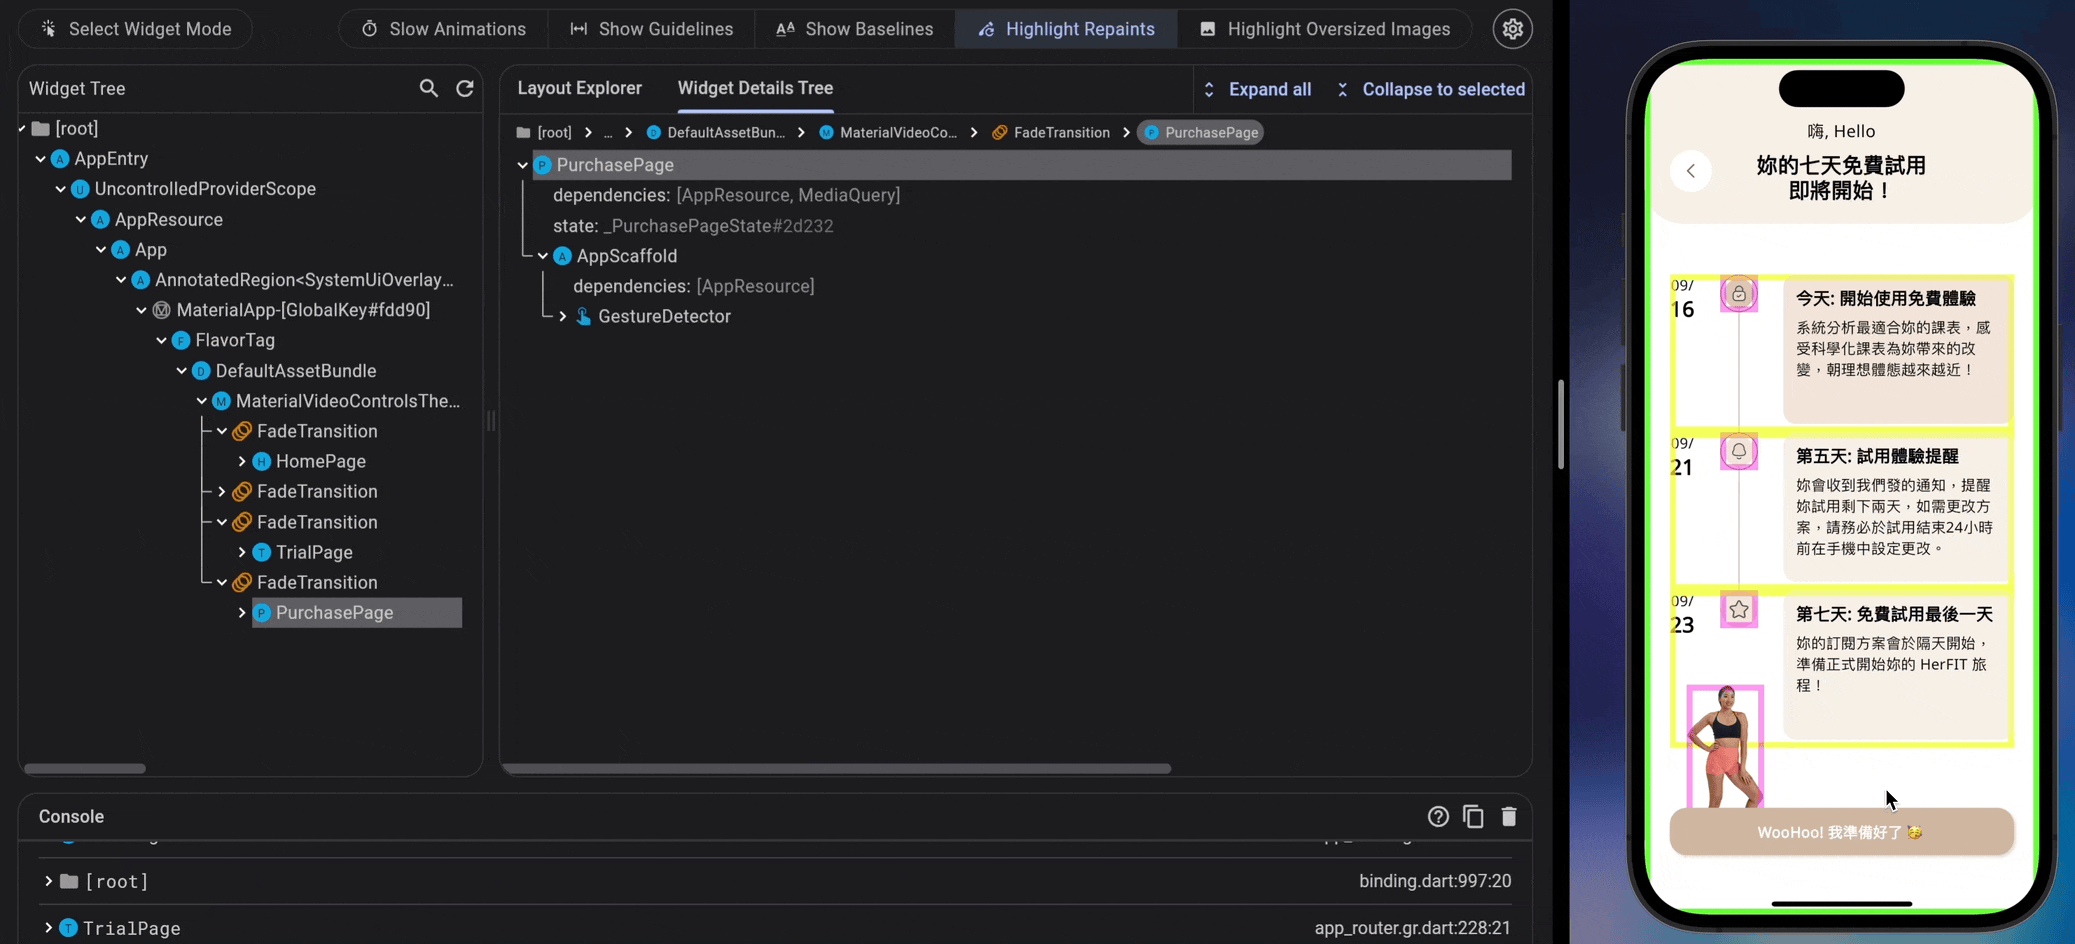 Select Widget Mode
Slow Animations
Show Guidelines
Show Baselines
Highlight Repaints
Highlight Oversized Images
Widget Tree
[root]
AppEntry
UncontrolledProviderScope
AppResource
App
AnnotatedRegion<SystemUiOverlay...
MaterialApp-[GlobalKey#fdd90]
FlavorTag
DefaultAssetBundle
MaterialVideoControlsThe...
FadeTransition
HomePage
FadeTransition
FadeTransition
TrialPage
FadeTransition
PurchasePage
Layout Explorer
Widget Details Tree
Expand all
Collapse to selected
[root] > ... > DefaultAssetBun... > MaterialVideoCo... > FadeTransition > PurchasePage
PurchasePage
dependencies: [AppResource, MediaQuery]
state: _PurchasePageState#2d232
AppScaffold
dependencies: [AppResource]
GestureDetector
Console
[root]
binding.dart:997:20
TrialPage
app_router.gr.dart:228:21
嗨, Hello
妳的七天免費試用
即將開始！
09/
16
今天: 開始使用免費體驗
系統分析最適合妳的課表，感
受科學化課表為妳帶來的改
變，朝理想體態越來越近！
09/
21
第五天: 試用體驗提醒
妳會收到我們發的通知，提醒
妳試用剩下兩天，如需更改方
案，請務必於試用結束24小時
前在手機中設定更改。
09/
23
第七天: 免費試用最後一天
妳的訂閱方案會於隔天開始，
準備正式開始妳的 HerFIT 旅
程！
WooHoo! 我準備好了 🥳